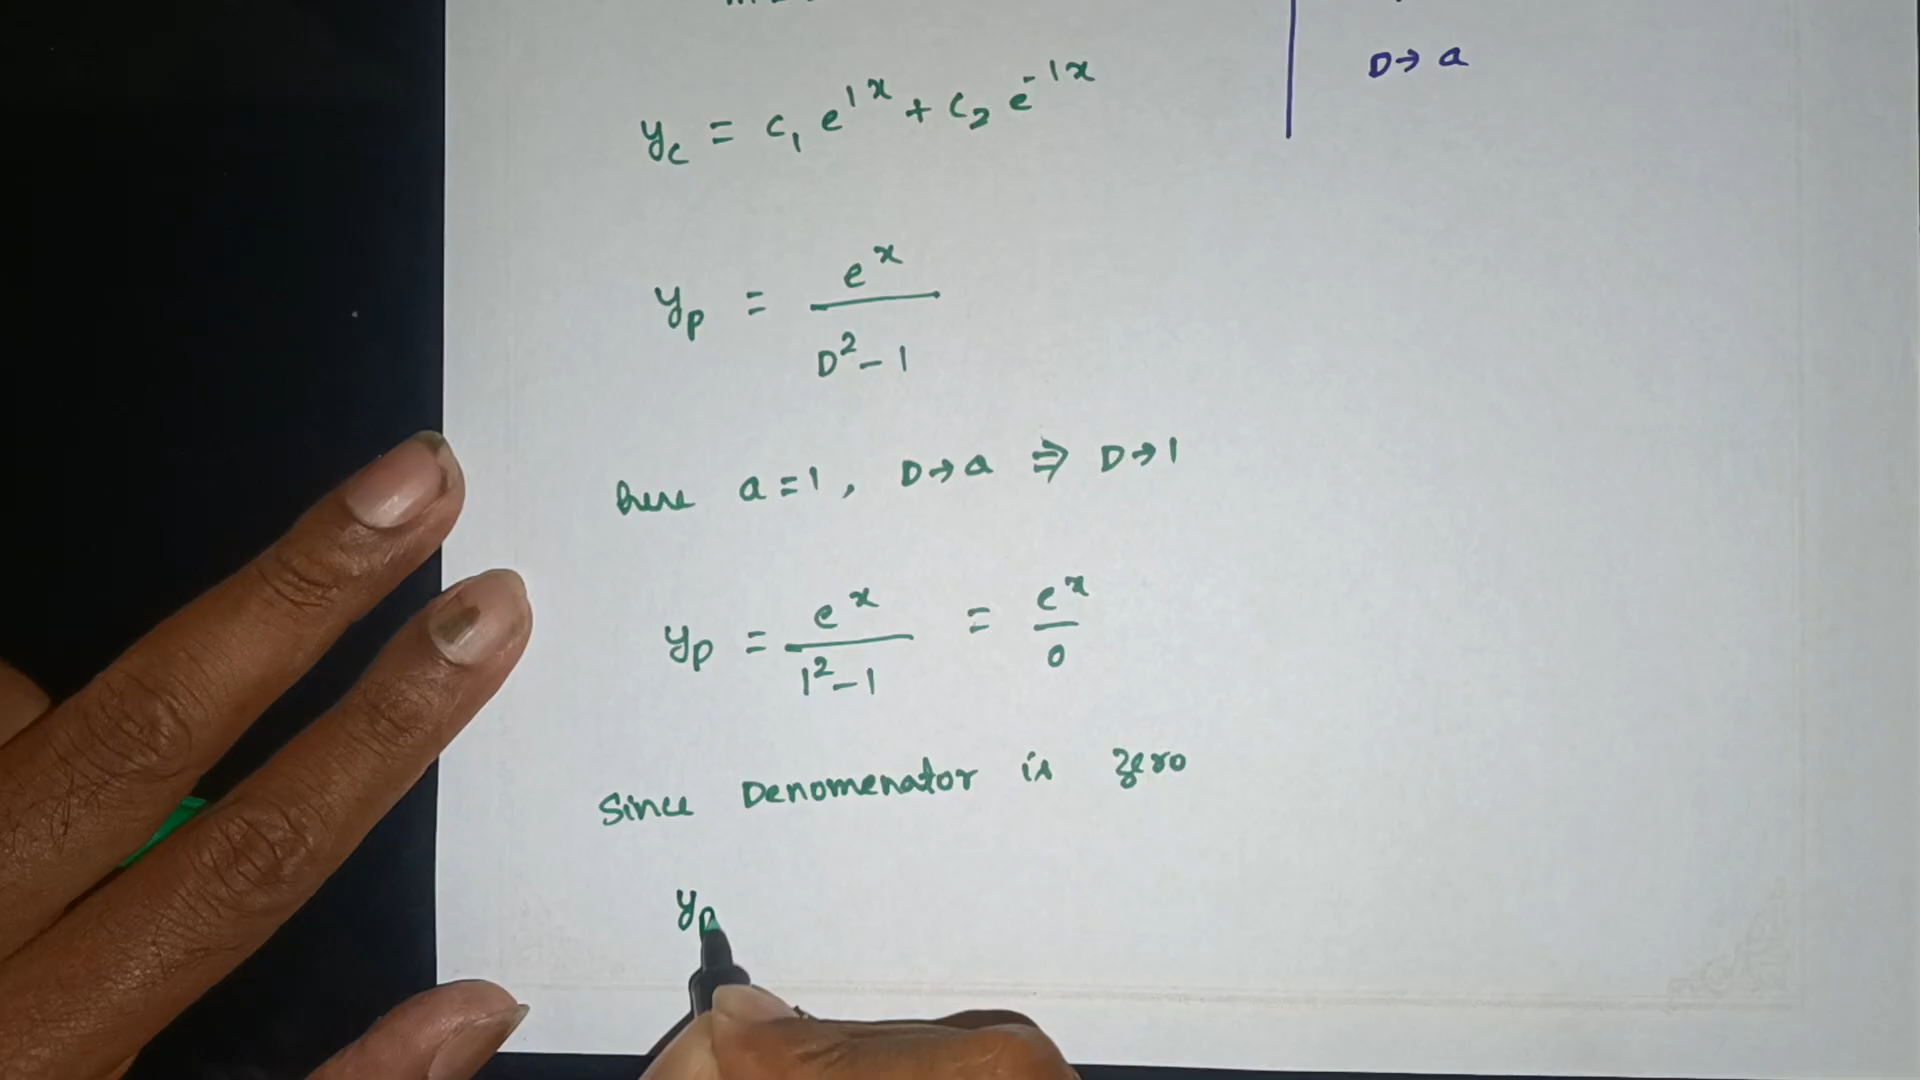 D→ a
y_c = c_1 e^{1x} + c_2 e^{-1x}
y_p = e^x / D^2 - 1
here a = 1, D→a ⇒ D→1
y_p = e^x / 1^2 - 1 = e^x / 0
Since Denomenator is zero
y_p